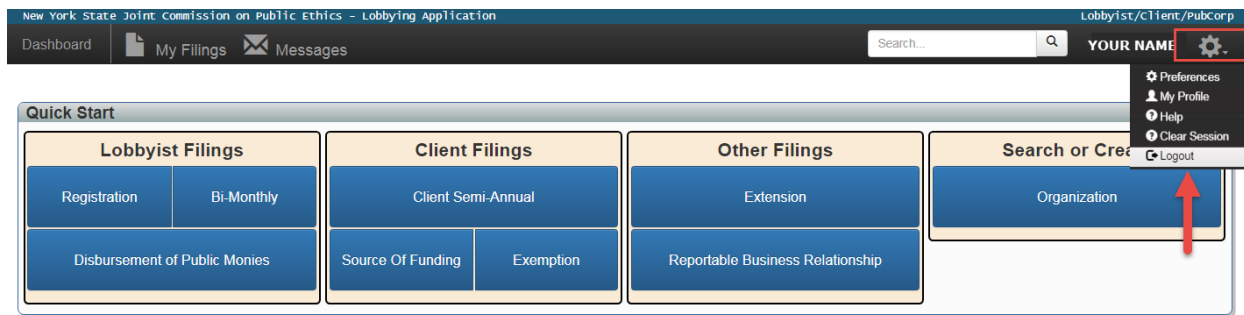 New York State Joint Commission on Public Ethics - Lobbying Application
Lobbyist/Client/PubCorp
Dashboard
My Filings
Messages
Search...
YOUR NAME
Preferences
My Profile
Help
Clear Session
Logout
Quick Start
Lobbyist Filings
Registration
Bi-Monthly
Disbursement of Public Monies
Client Filings
Client Semi-Annual
Source Of Funding
Exemption
Other Filings
Extension
Reportable Business Relationship
Search or Crea
Organization